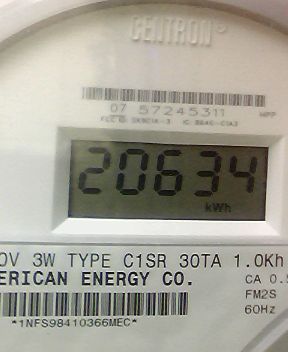 CENTRON®
07 57245311
20634
kWh
0V 3W TYPE C1SR 30TA 1.0Kh
ERICAN ENERGY CO.
CA 0.5
FM2S
60Hz
*1NFS98410366MEC*